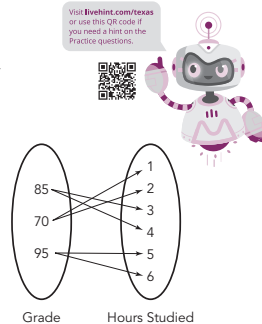 Visit livehint.com/texas
or use this QR code if
you need a hint on the
Practice questions.
85
70
95
1
2
3
4
5
6
Grade
Hours Studied